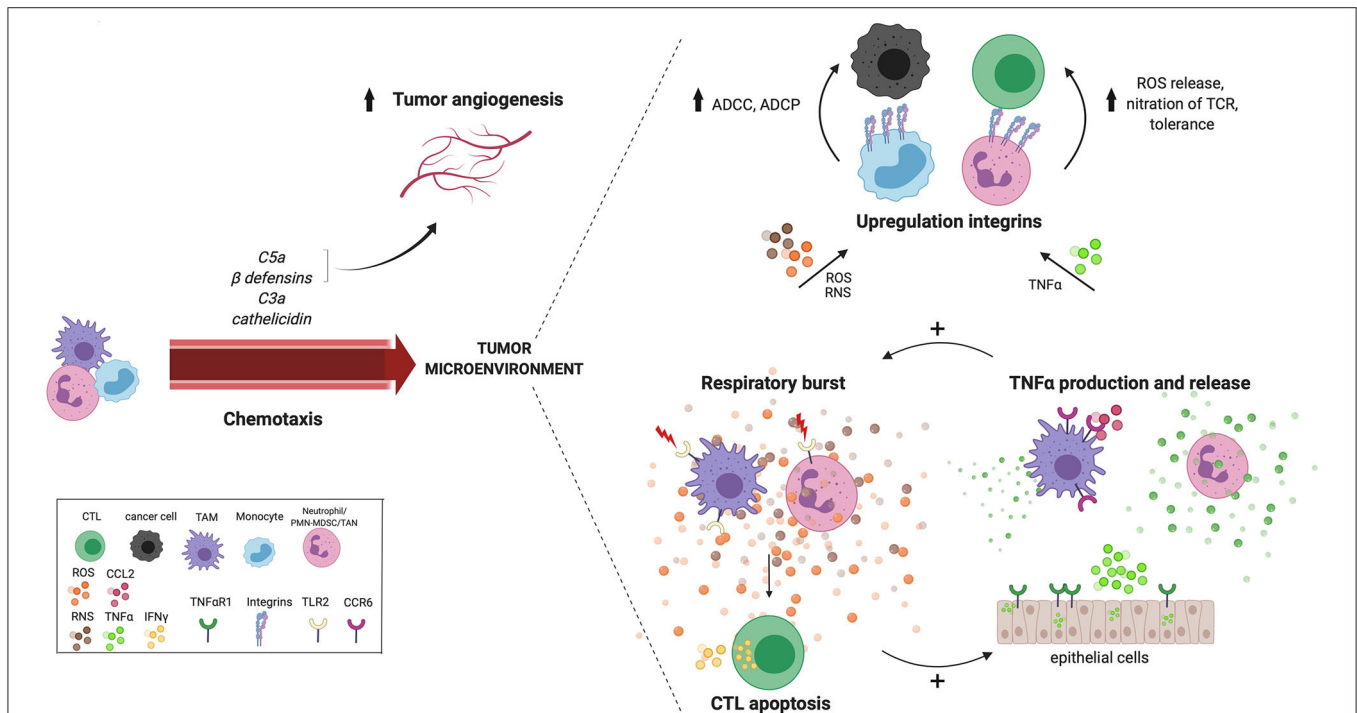 Tumor angiogenesis
C5a
β defensins
C3a
cathelicidin
Chemotaxis
TUMOR
MICROENVIRONMENT
ADCC, ADCP
ROS release,
nitration of TCR,
tolerance
Upregulation integrins
ROS
RNS
TNFα
+
Respiratory burst
TNFα production and release
CTL apoptosis
+
epithelial cells
CTL
cancer cell
TAM
Monocyte
Neutrophil/
PMN-MDSC/TAN
ROS
CCL2
RNS
TNFα
IFNγ
TNFαR1
Integrins
TLR2
CCR6